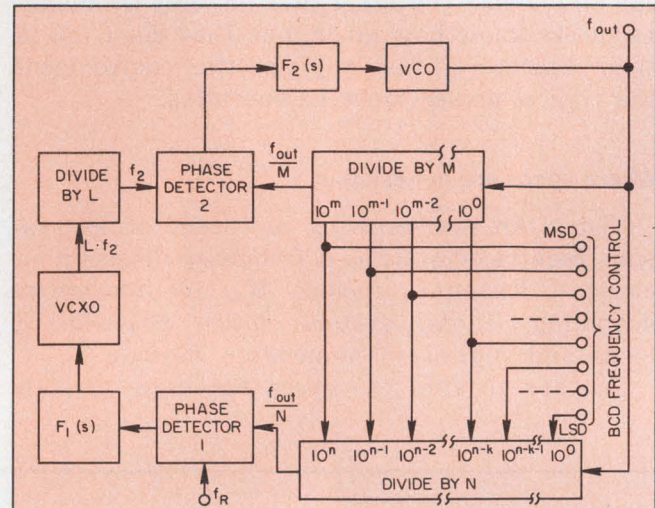 f_out
F₂(s)
VCO
DIVIDE
BY L
f₂
PHASE
DETECTOR
2
f_out
M
DIVIDE BY M
10^m 10^m-1 10^m-2 10^0
L·f₂
MSD
VCXO
BCD FREQUENCY CONTROL
LSD
F₁(s)
PHASE
DETECTOR
1
f_out
N
10^n 10^n-1 10^n-2 10^n-k 10^n-k-1 10^0
DIVIDE BY N
f_R